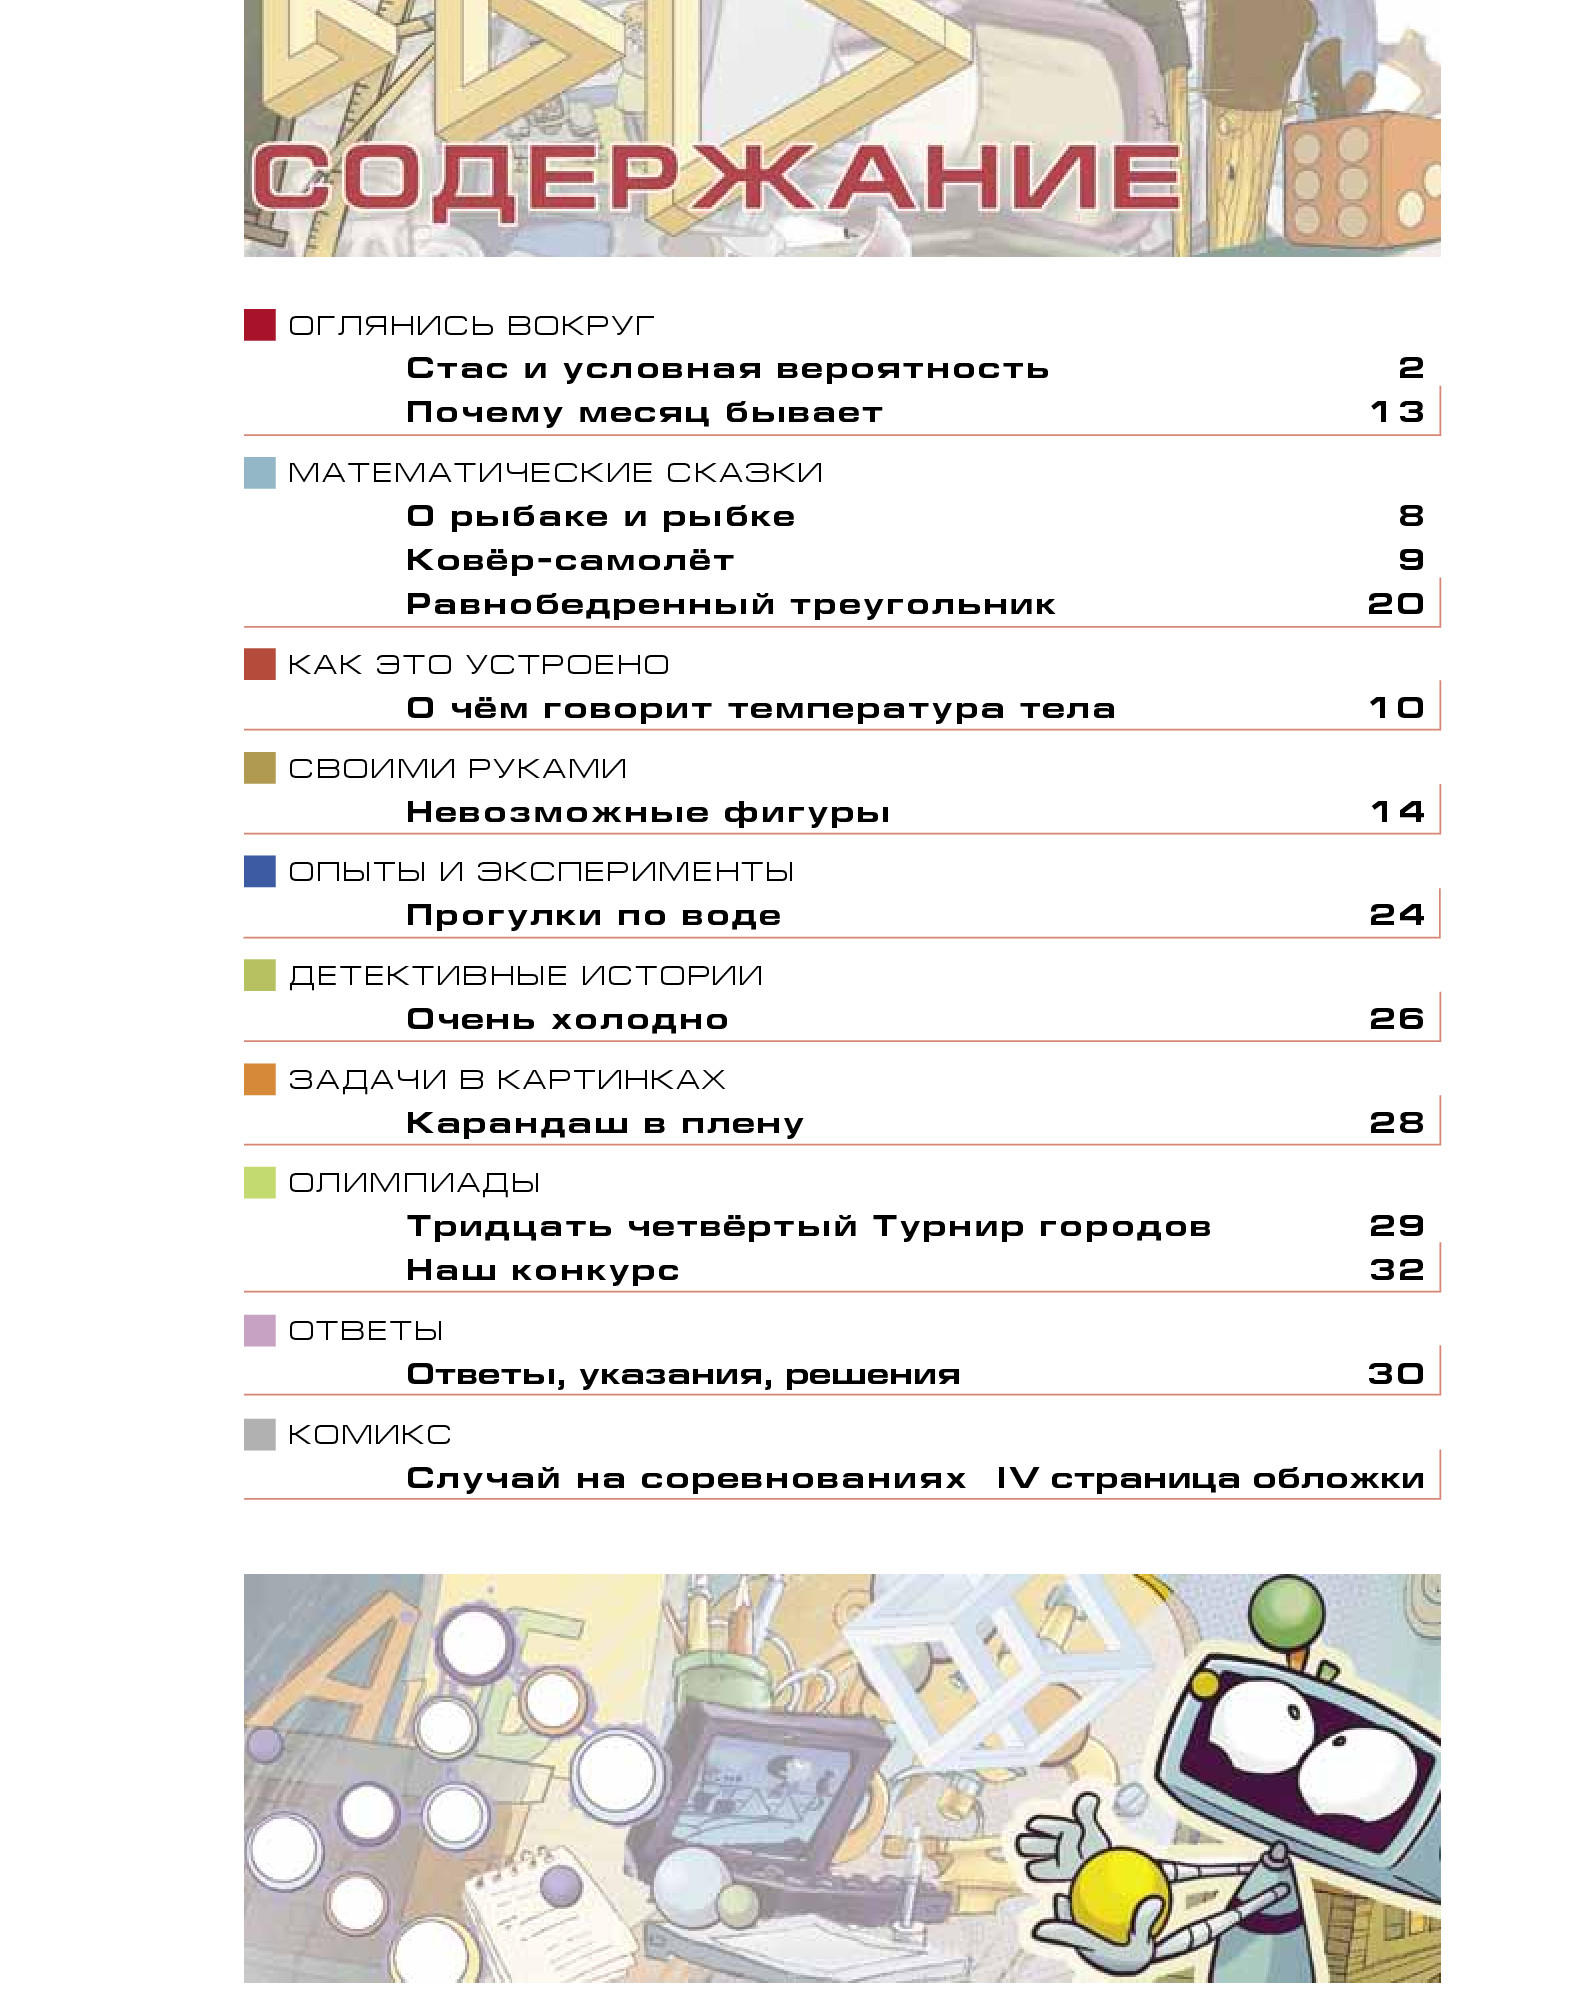 СОДЕРЖАНИЕ
ОГЛЯНИСЬ ВОКРУГ
Стас и условная вероятность 2
Почему месяц бывает 13
МАТЕМАТИЧЕСКИЕ СКАЗКИ
О рыбаке и рыбке 8
Ковёр-самолёт 9
Равнобедренный треугольник 20
КАК ЭТО УСТРОЕНО
О чём говорит температура тела 10
СВОИМИ РУКАМИ
Невозможные фигуры 14
ОПЫТЫ И ЭКСПЕРИМЕНТЫ
Прогулки по воде 24
ДЕТЕКТИВНЫЕ ИСТОРИИ
Очень холодно 26
ЗАДАЧИ В КАРТИНКАХ
Карандаш в плену 28
ОЛИМПИАДЫ
Тридцать четвёртый Турнир городов 29
Наш конкурс 32
ОТВЕТЫ
Ответы, указания, решения 30
КОМИКС
Случай на соревнованиях IV страница обложки